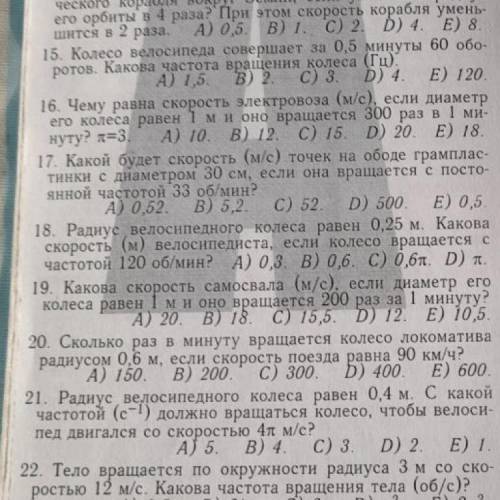 ческого корабля вокруг Земли, если
его орбиты в 4 раза? При этом скорость корабля умень-
шится в 2 раза. A) 0,5. B) 1. C) 2. D) 4. E) 8.
15. Колесо велосипеда совершает за 0,5 минуты 60 обо-
ротов. Какова частота вращения колеса (Гц).
A) 1,5. B) 2. C) 3. D) 4. E) 120.
16. Чему равна скорость электровоза (м/с), если диаметр
его колеса равен 1 м и оно вращается 300 раз в 1 ми-
нуту? π=3. A) 10. B) 12. C) 15. D) 20. E) 18.
17. Какой будет скорость (м/с) точек на ободе грамплас-
тинки с диаметром 30 см, если она вращается с посто-
янной частотой 33 об/мин?
A) 0,52. B) 5,2. C) 52. D) 500. E) 0,5.
18. Радиус велосипедного колеса равен 0,25 м. Какова
скорость (м) велосипедиста, если колесо вращается с
частотой 120 об/мин? A) 0,3. B) 0,6. C) 0,6π. D) π.
19. Какова скорость самосвала (м/с), если диаметр его
колеса равен 1 м и оно вращается 200 раз за 1 минуту?
A) 20. B) 18. C) 15,5. D) 12. E) 10,5.
20. Сколько раз в минуту вращается колесо локоматива
радиусом 0,6 м, если скорость поезда равна 90 км/ч?
A) 150. B) 200. C) 300. D) 400. E) 600.
21. Радиус велосипедного колеса равен 0,4 м. С какой
частотой (с⁻¹) должно вращаться колесо, чтобы велоси-
пед двигался со скоростью 4π м/с?
A) 5. B) 4. C) 3. D) 2. E) 1.
22. Тело вращается по окружности радиуса 3 м со ско-
ростью 12 м/с. Какова частота вращения тела (об/с)?